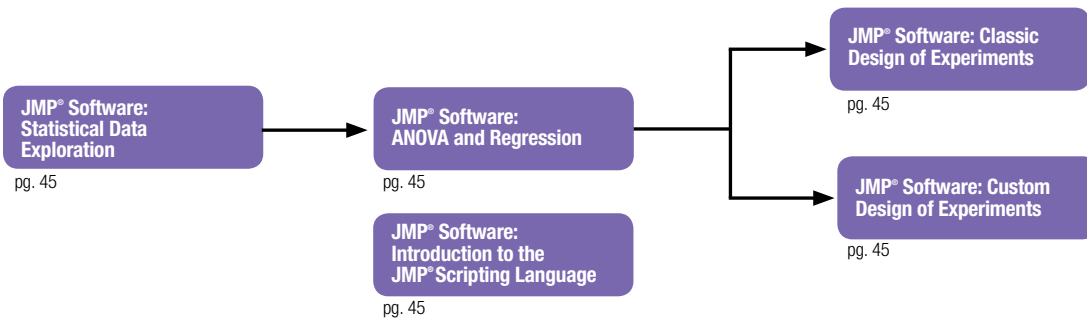 JMP® Software:
Statistical Data
Exploration
pg. 45
JMP® Software:
ANOVA and Regression
pg. 45
JMP® Software:
Introduction to the
JMP® Scripting Language
pg. 45
JMP® Software: Classic
Design of Experiments
pg. 45
JMP® Software: Custom
Design of Experiments
pg. 45